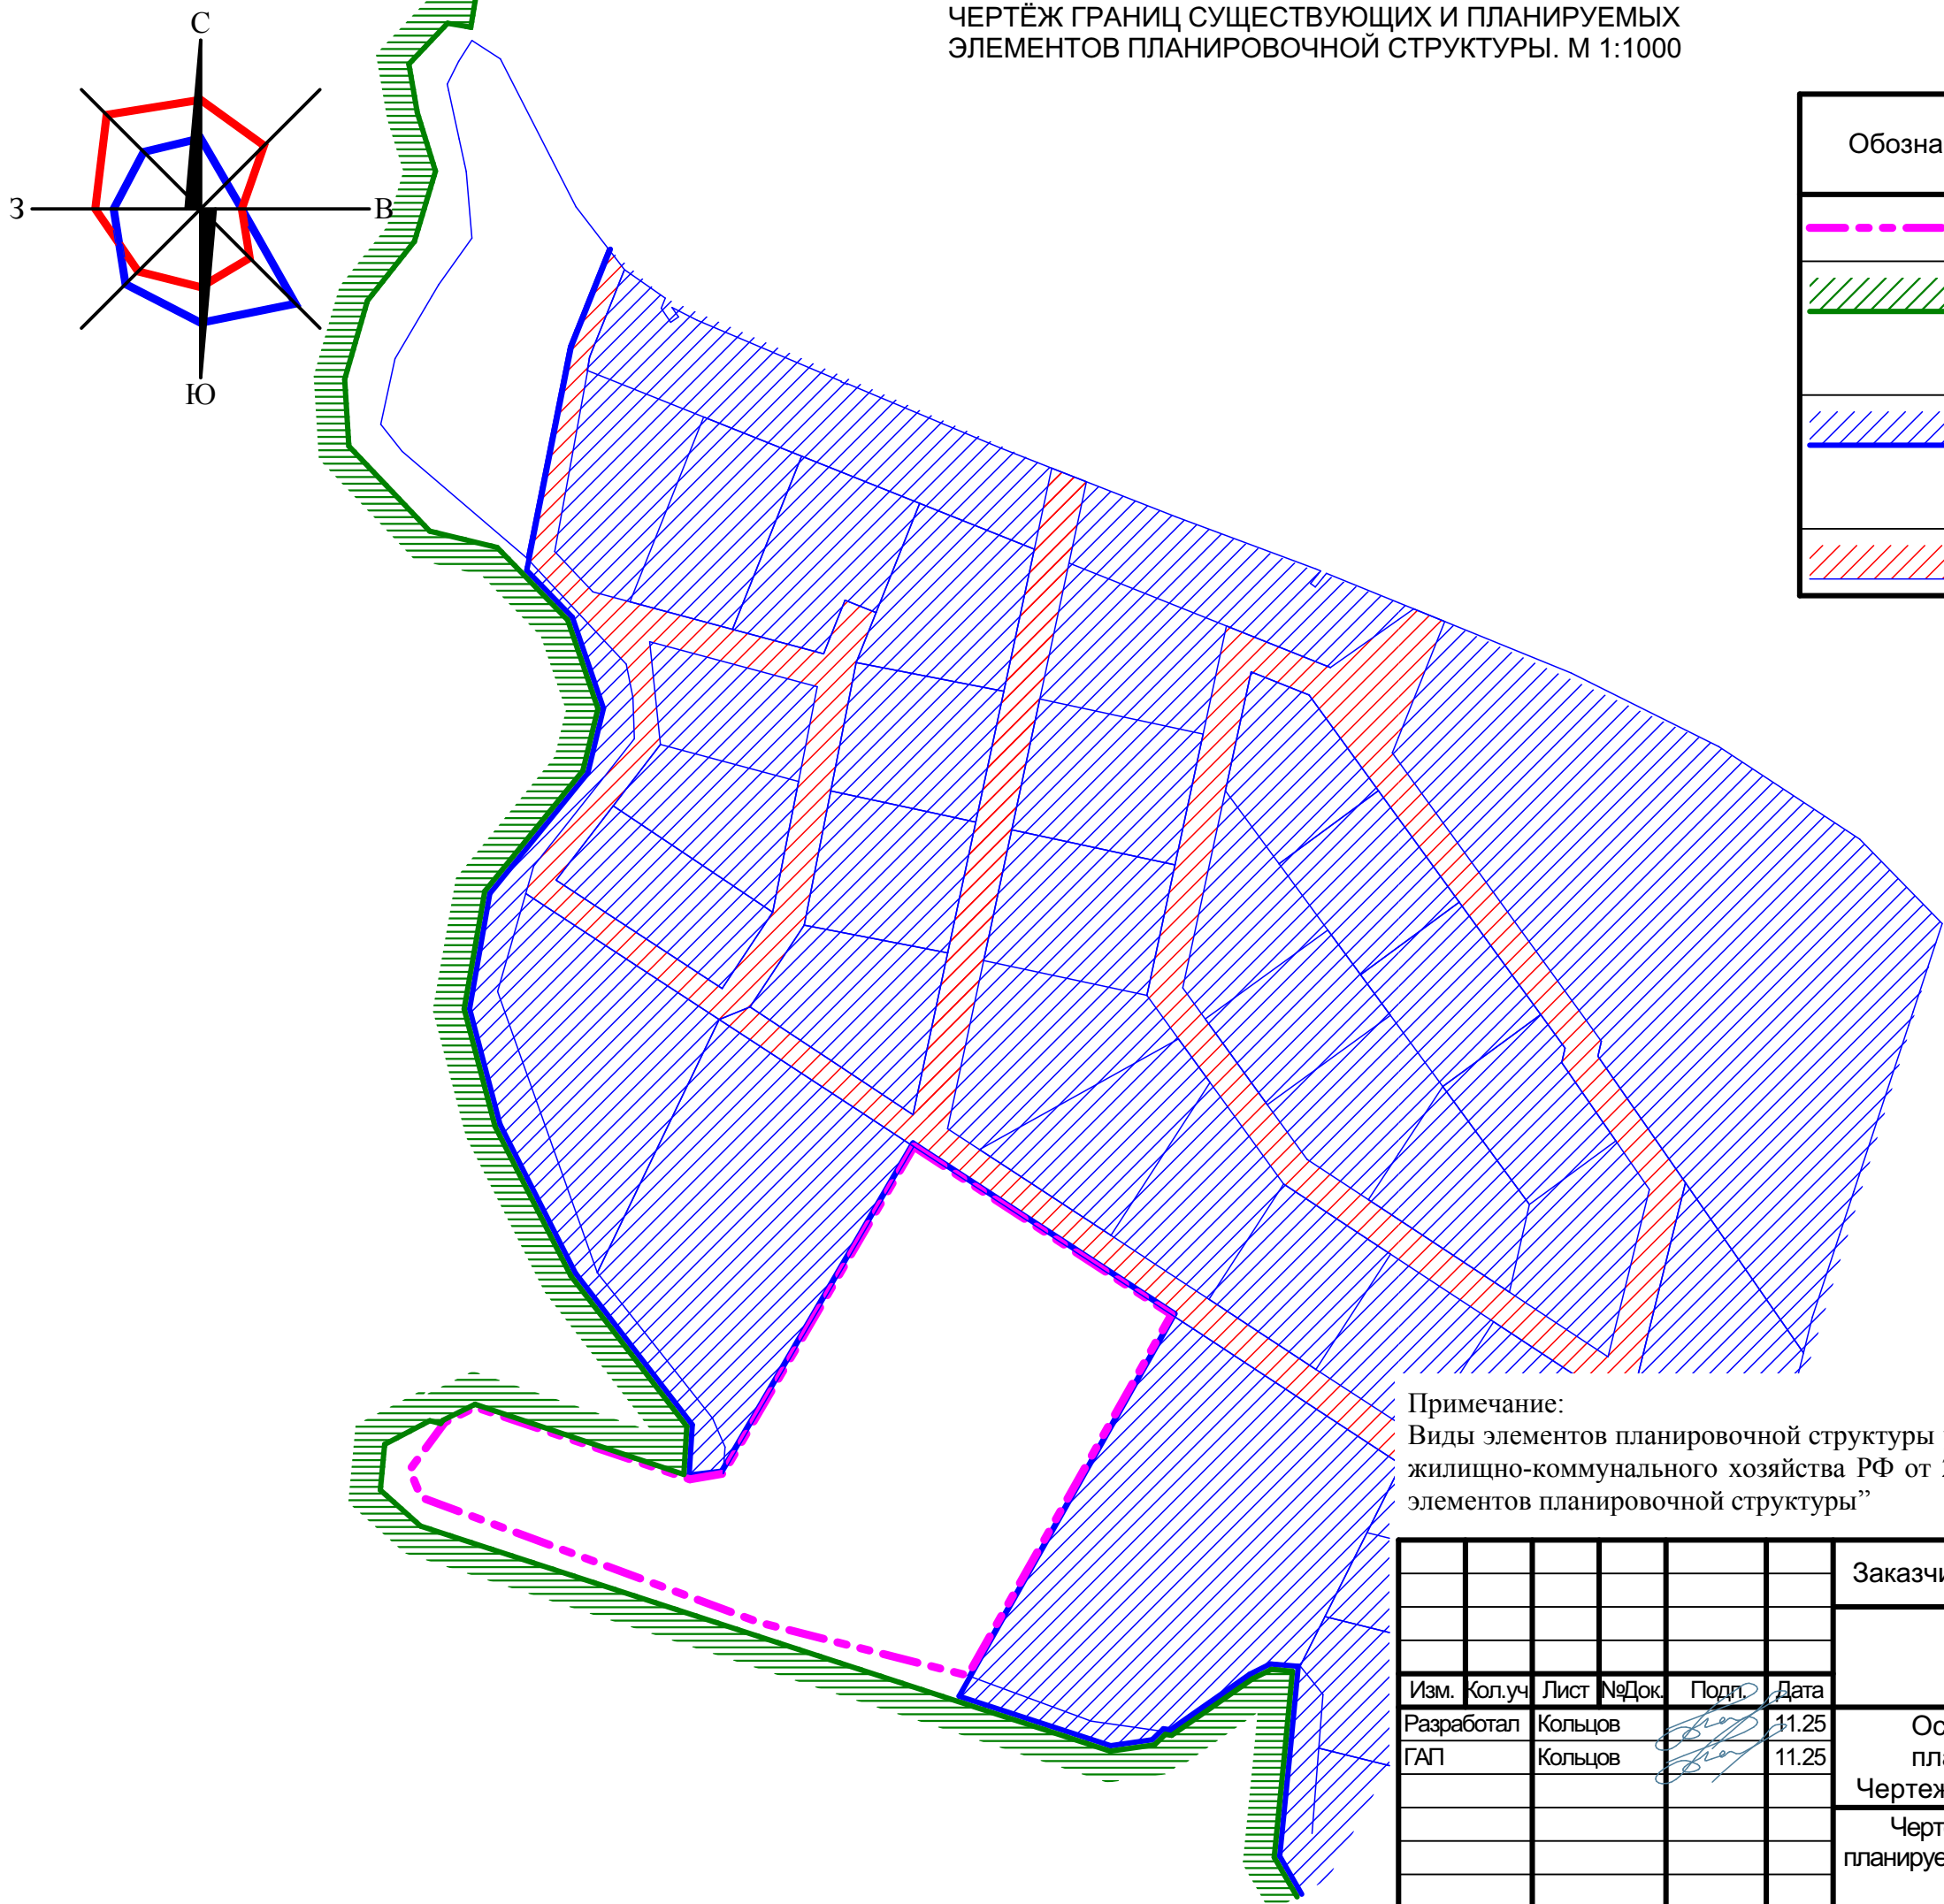 ЧЕРТЁЖ ГРАНИЦ СУЩЕСТВУЮЩИХ И ПЛАНИРУЕМЫХ
ЭЛЕМЕНТОВ ПЛАНИРОВОЧНОЙ СТРУКТУРЫ. М 1:1000
С
З
В
Ю
Обозна
Примечание:
Виды элементов планировочной структуры
жилищно-коммунального хозяйства РФ от
элементов планировочной структуры”
Заказчи
Изм. Кол.уч Лист №Док. Подп. Дата
Разработал Кольцов 11.25
ГАП Кольцов 11.25
Ос
пла
Чертеж
Черт
планируе